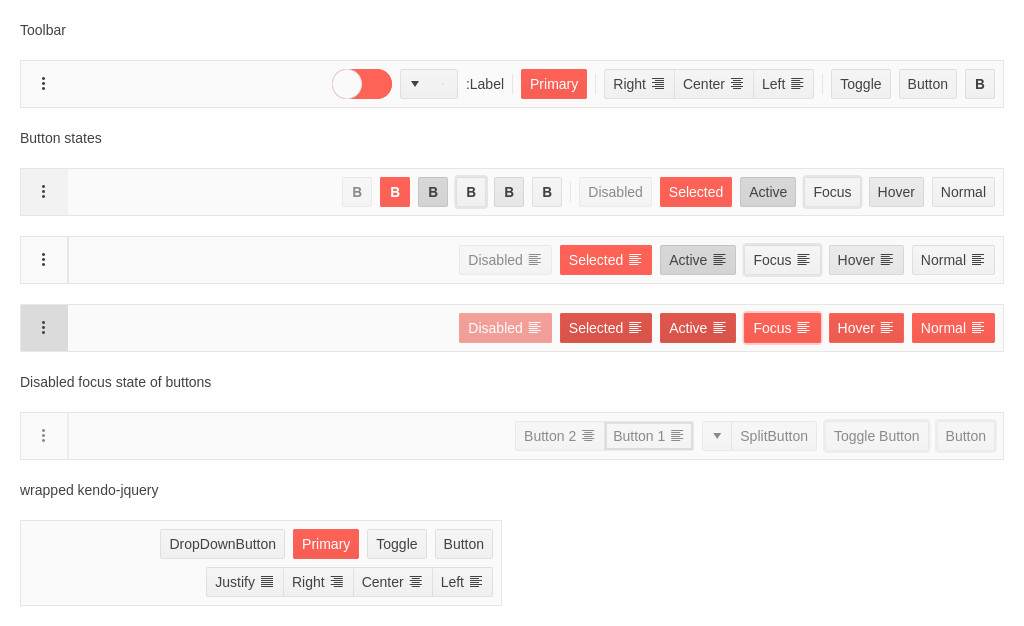 Toolbar
:Label Primary Right Center Left Toggle Button B
Button states
B B B B B B Disabled Selected Active Focus Hover Normal
Disabled Selected Active Focus Hover Normal
Disabled Selected Active Focus Hover Normal
Disabled focus state of buttons
Button 2 Button 1 SplitButton Toggle Button Button
wrapped kendo-jquery
DropDownButton Primary Toggle Button
Justify Right Center Left